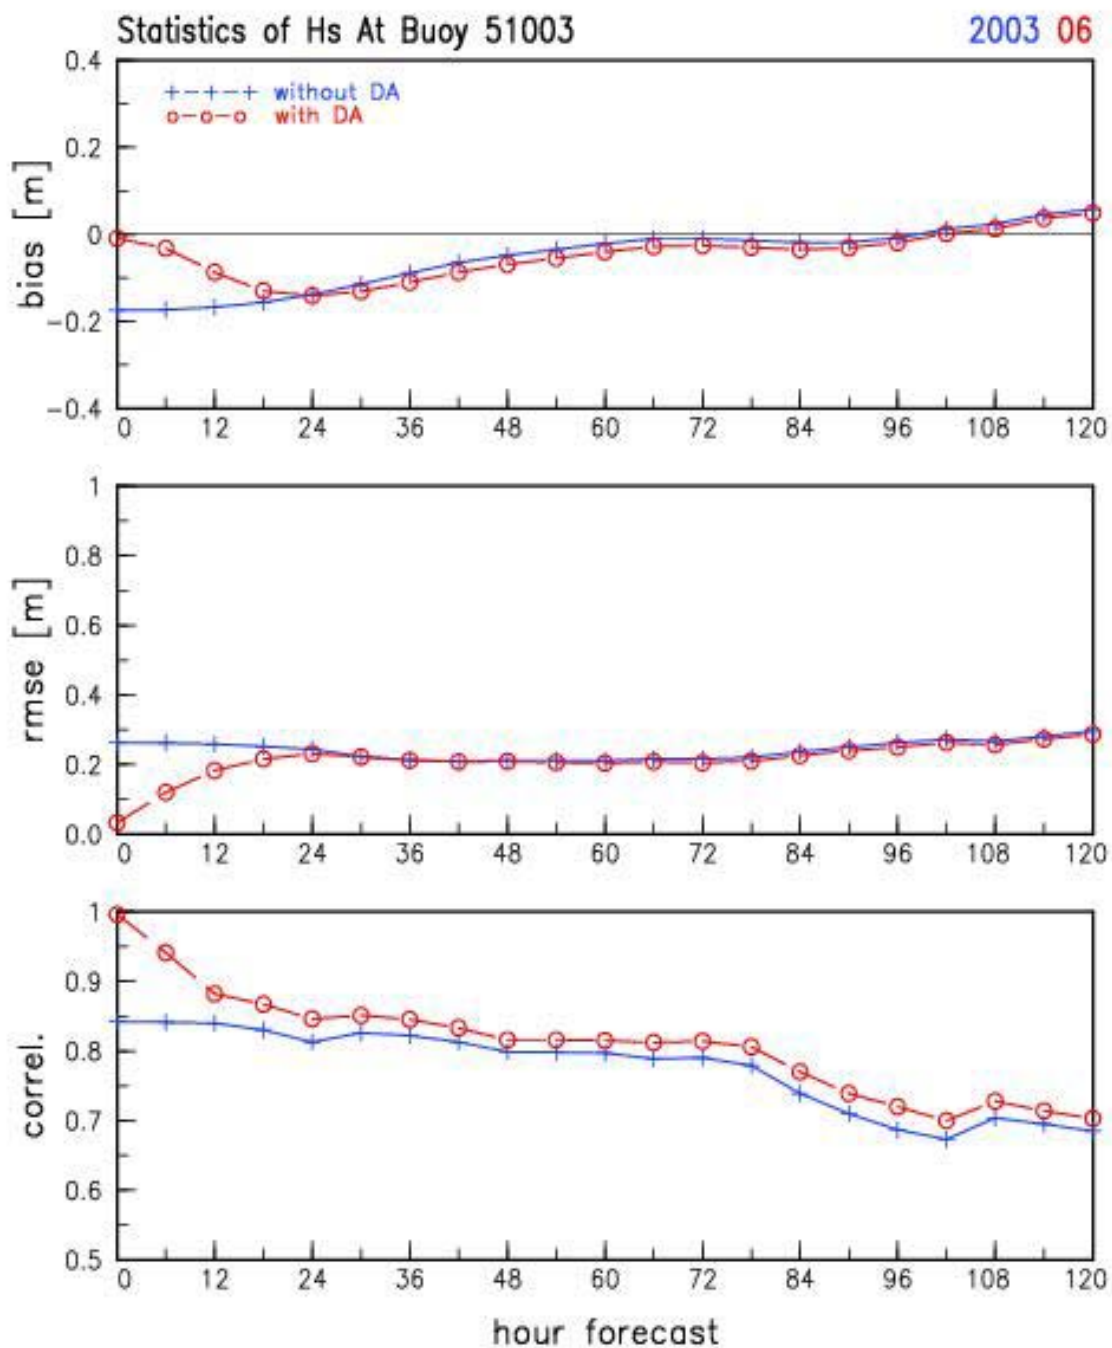 Statistics of Hs At Buoy 51003 2003 06
without DA
with DA
bias [m]
0.4
0.2
0
−0.2
−0.4
0 12 24 36 48 60 72 84 96 108 120
rmse [m]
1
0.8
0.6
0.4
0.2
0.0
0 12 24 36 48 60 72 84 96 108 120
correl.
1
0.9
0.8
0.7
0.6
0.5
0 12 24 36 48 60 72 84 96 108 120
hour forecast